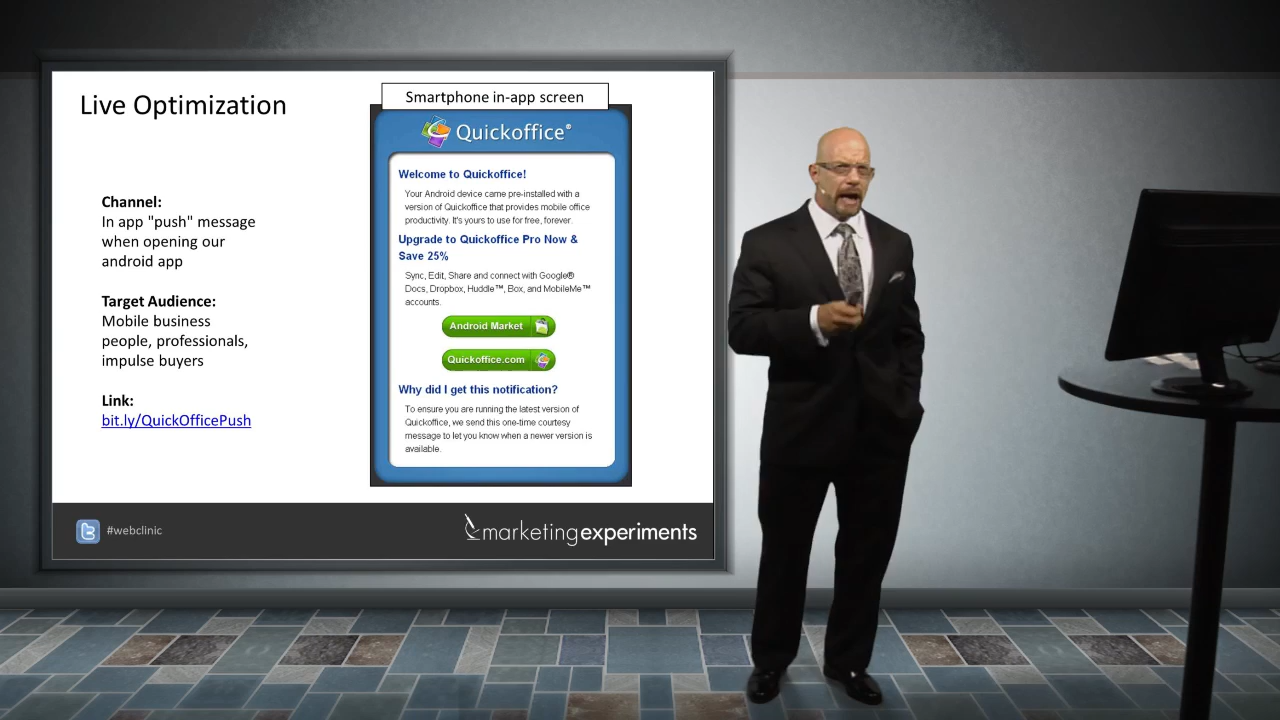 Live Optimization
Channel:
In app "push" message
when opening our
android app
Target Audience:
Mobile business
people, professionals,
impulse buyers
Link:
bit.ly/QuickOfficePush
Smartphone in-app screen
Quickoffice®
Welcome to Quickoffice!
Your Android device came pre-installed with a
version of Quickoffice that provides mobile office
productivity. It's yours to use for free, forever.
Upgrade to Quickoffice Pro Now &
Save 25%
Sync, Edit, Share and connect with Google®
Docs, Dropbox, Huddle™, Box, and MobileMe™
accounts.
Android Market
Quickoffice.com
Why did I get this notification?
To ensure you are running the latest version of
Quickoffice, we send this one-time courtesy
message to let you know when a newer version is
available.
#webclinic
marketingexperiments